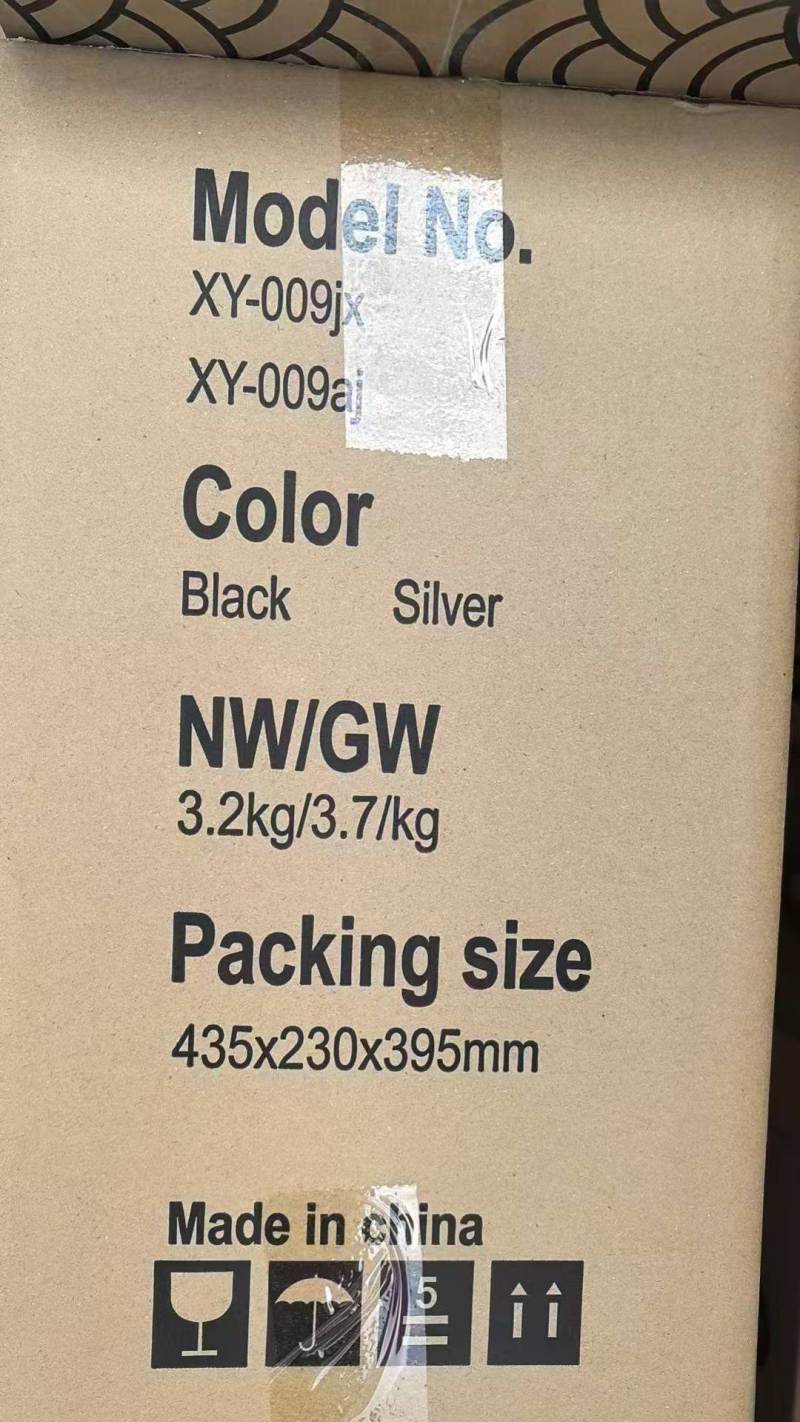 Model No.
XY-009jx
XY-009aj
Color
Black Silver
NW/GW
3.2kg/3.7/kg
Packing size
435x230x395mm
Made in china
5